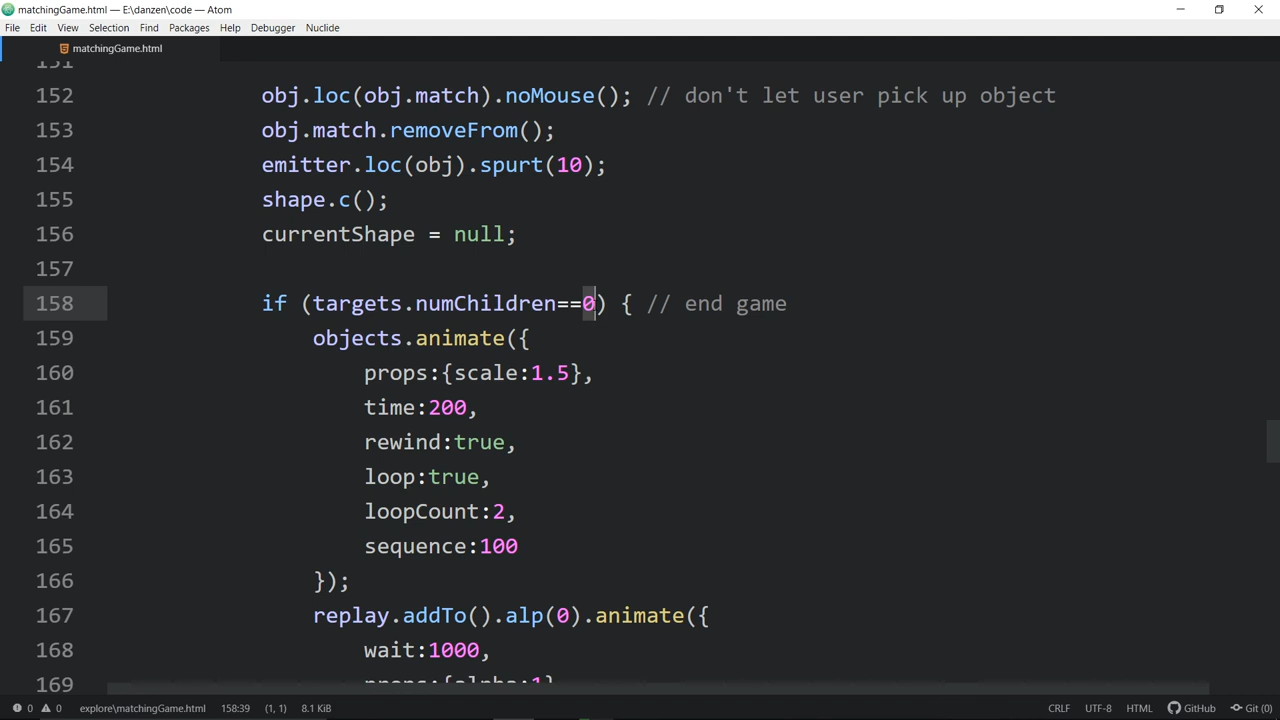 matchingGame.html — E:\danzen\code — Atom
File Edit View Selection Find Packages Help Debugger Nuclide
matchingGame.html
151
152 obj.loc(obj.match).noMouse(); // don't let user pick up object
153 obj.match.removeFrom();
154 emitter.loc(obj).spurt(10);
155 shape.c();
156 currentShape = null;
157
158 if (targets.numChildren==0) { // end game
159 objects.animate({
160 props:{scale:1.5},
161 time:200,
162 rewind:true,
163 loop:true,
164 loopCount:2,
165 sequence:100
166 });
167 replay.addTo().alp(0).animate({
168 wait:1000,
169 props:{alpha:1}
0 0 explore\matchingGame.html 158:39 (1, 1) 8.1 KiB CRLF UTF-8 HTML GitHub Git (0)